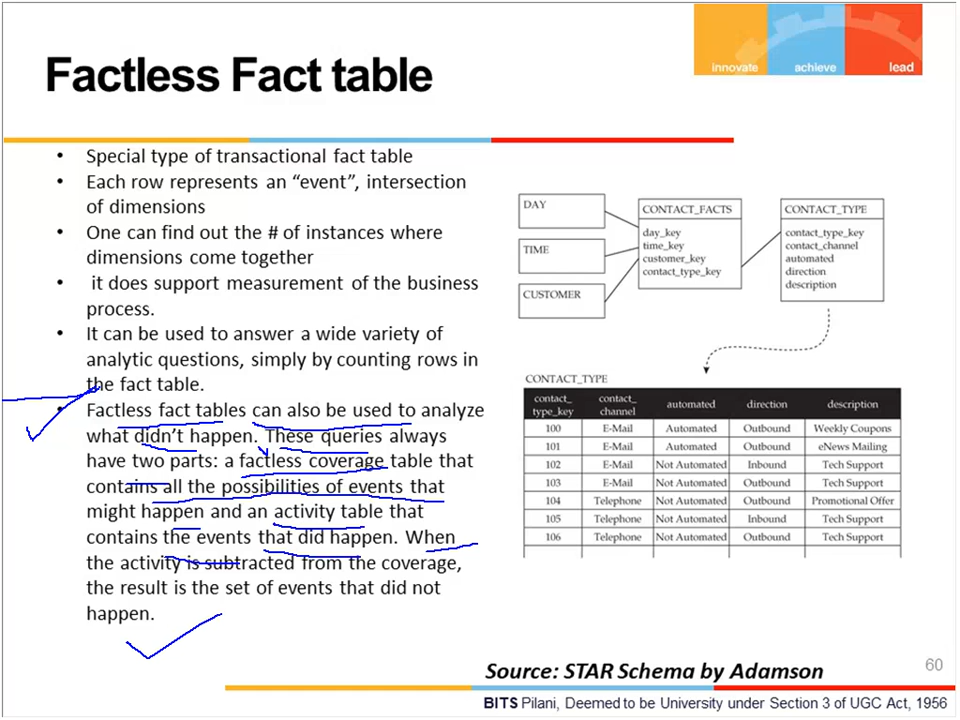 innovate achieve lead
Factless Fact table
• Special type of transactional fact table
• Each row represents an “event”, intersection
of dimensions
• One can find out the # of instances where
dimensions come together
• it does support measurement of the business
process.
• It can be used to answer a wide variety of
analytic questions, simply by counting rows in
the fact table.
• Factless fact tables can also be used to analyze
what didn’t happen. These queries always
have two parts: a factless coverage table that
contains all the possibilities of events that
might happen and an activity table that
contains the events that did happen. When
the activity is subtracted from the coverage,
the result is the set of events that did not
happen.
DAY
TIME
CUSTOMER
CONTACT_FACTS
day_key
time_key
customer_key
contact_type_key
CONTACT_TYPE
contact_type_key
contact_channel
automated
direction
description
CONTACT_TYPE
contact_type_key contact_channel automated direction description
100 E-Mail Automated Outbound Weekly Coupons
101 E-Mail Automated Outbound eNews Mailing
102 E-Mail Not Automated Inbound Tech Support
103 E-Mail Not Automated Outbound Tech Support
104 Telephone Not Automated Outbound Promotional Offer
105 Telephone Not Automated Inbound Tech Support
106 Telephone Not Automated Outbound Tech Support
Source: STAR Schema by Adamson
60
BITS Pilani, Deemed to be University under Section 3 of UGC Act, 1956